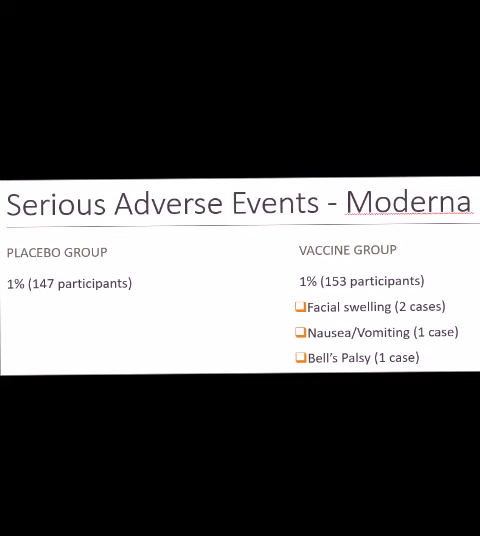 Serious Adverse Events - Moderna
PLACEBO GROUP
1% (147 participants)
VACCINE GROUP
1% (153 participants)
Facial swelling (2 cases)
Nausea/Vomiting (1 case)
Bell's Palsy (1 case)